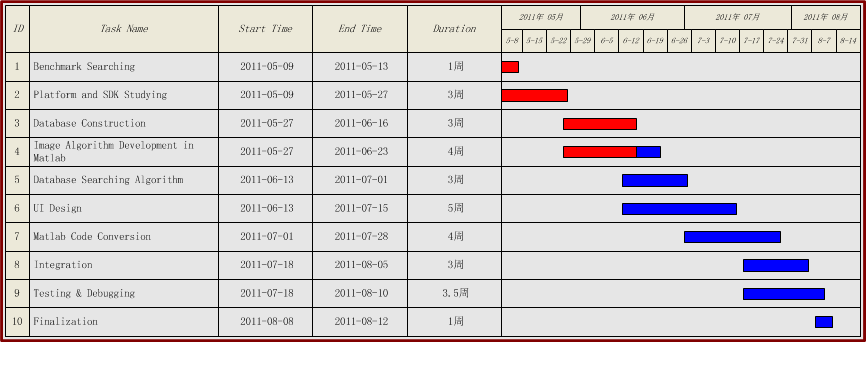 ID Task Name Start Time End Time Duration 2011年 05月 2011年 06月 2011年 07月 2011年 08月
5-8 5-15 5-22 5-29 6-5 6-12 6-19 6-26 7-3 7-10 7-17 7-24 7-31 8-7 8-14
1 Benchmark Searching 2011-05-09 2011-05-13 1周
2 Platform and SDK Studying 2011-05-09 2011-05-27 3周
3 Database Construction 2011-05-27 2011-06-16 3周
4 Image Algorithm Development in 2011-05-27 2011-06-23 4周
Matlab
5 Database Searching Algorithm 2011-06-13 2011-07-01 3周
6 UI Design 2011-06-13 2011-07-15 5周
7 Matlab Code Conversion 2011-07-01 2011-07-28 4周
8 Integration 2011-07-18 2011-08-05 3周
9 Testing & Debugging 2011-07-18 2011-08-10 3.5周
10 Finalization 2011-08-08 2011-08-12 1周